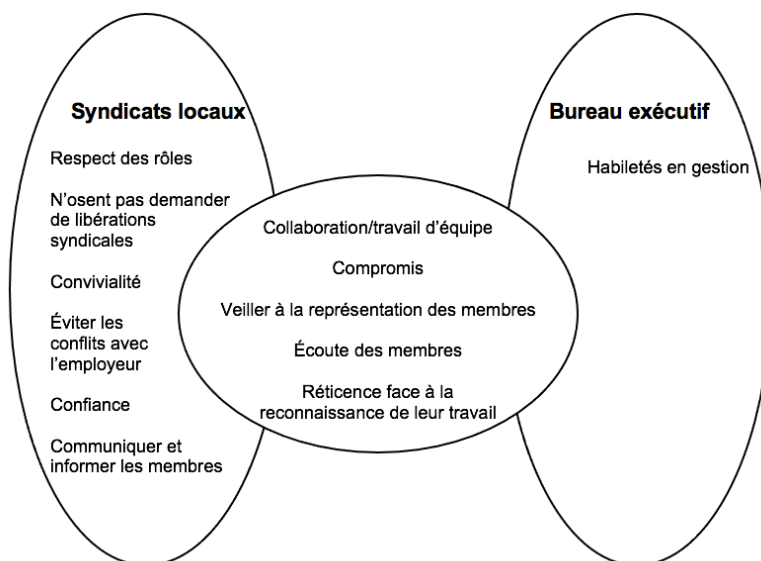 Syndicats locaux
Respect des rôles
N'osent pas demander
de libérations
syndicales
Convivialité
Éviter les
conflits avec
l'employeur
Confiance
Communiquer et
informer les membres
Collaboration/travail d'équipe
Compromis
Veiller à la représentation des membres
Écoute des membres
Réticence face à la
reconnaissance de leur travail
Bureau exécutif
Habiletés en gestion